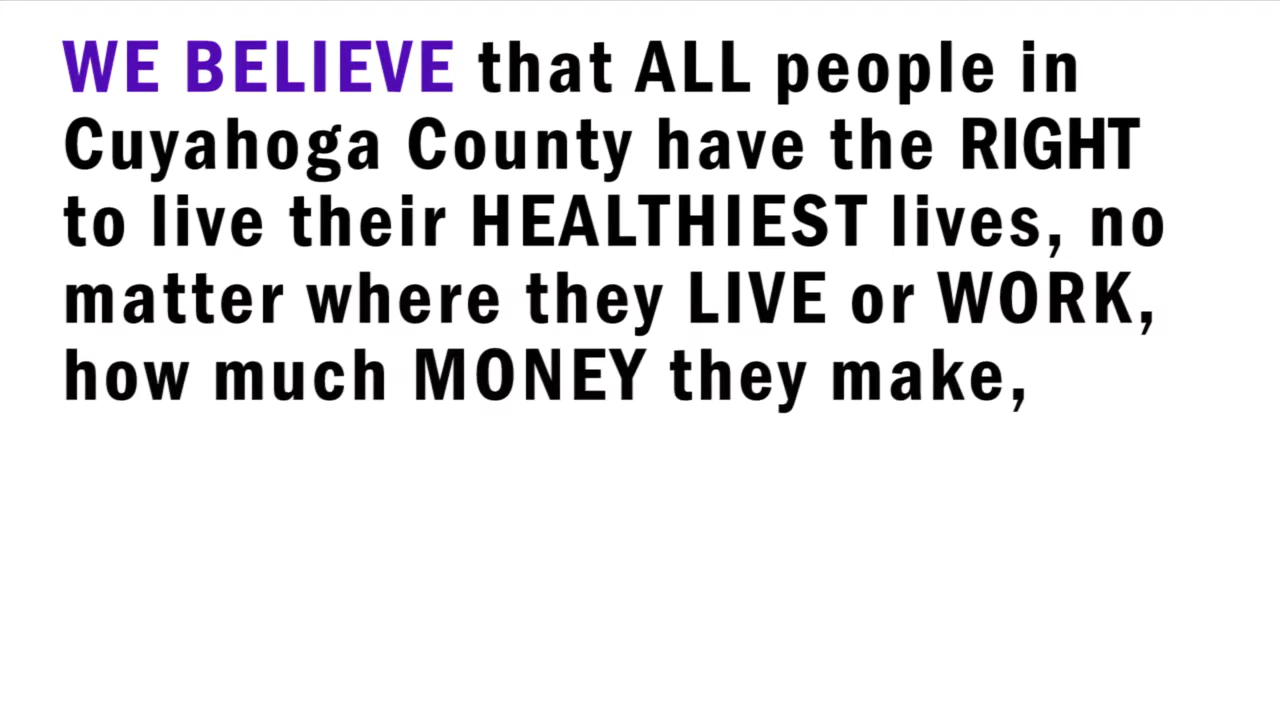 WE BELIEVE that ALL people in
Cuyahoga County have the RIGHT
to live their HEALTHIEST lives, no
matter where they LIVE or WORK,
how much MONEY they make,